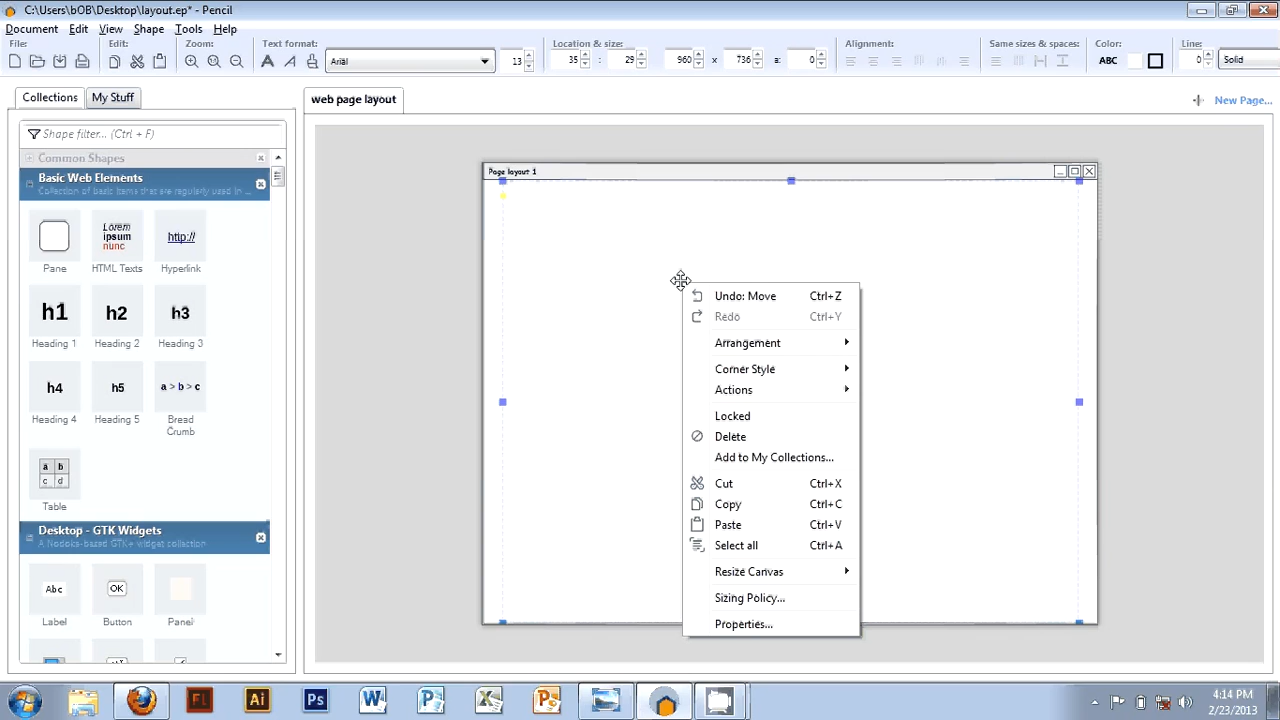 C:\Users\bOB\Desktop\layout.ep* - Pencil
Document Edit View Shape Tools Help
File: Edit: Zoom: Text format: Location & size: Alignment: Same sizes & spaces: Color: Line:
Arial 13 35 : 29 960 x 736 a: 0 ABC 0 Solid
Collections My Stuff
web page layout
New Page...
Shape filter... (Ctrl + F)
Common Shapes
Basic Web Elements
Collection of basic items that are regularly used in ...
Lorem
ipsum
nunc
http://
Pane HTML Texts Hyperlink
h1 h2 h3
Heading 1 Heading 2 Heading 3
h4 h5 a > b > c
Heading 4 Heading 5 Bread
Crumb
a b
c d
Table
Desktop - GTK Widgets
A Nodoka-based GTK+ widget collection
Abc OK
Label Button Panel
Page layout 1
Undo: Move Ctrl+Z
Redo Ctrl+Y
Arrangement
Corner Style
Actions
Locked
Delete
Add to My Collections...
Cut Ctrl+X
Copy Ctrl+C
Paste Ctrl+V
Select all Ctrl+A
Resize Canvas
Sizing Policy...
Properties...
Fl Ai Ps W P X P
4:14 PM
2/23/2013